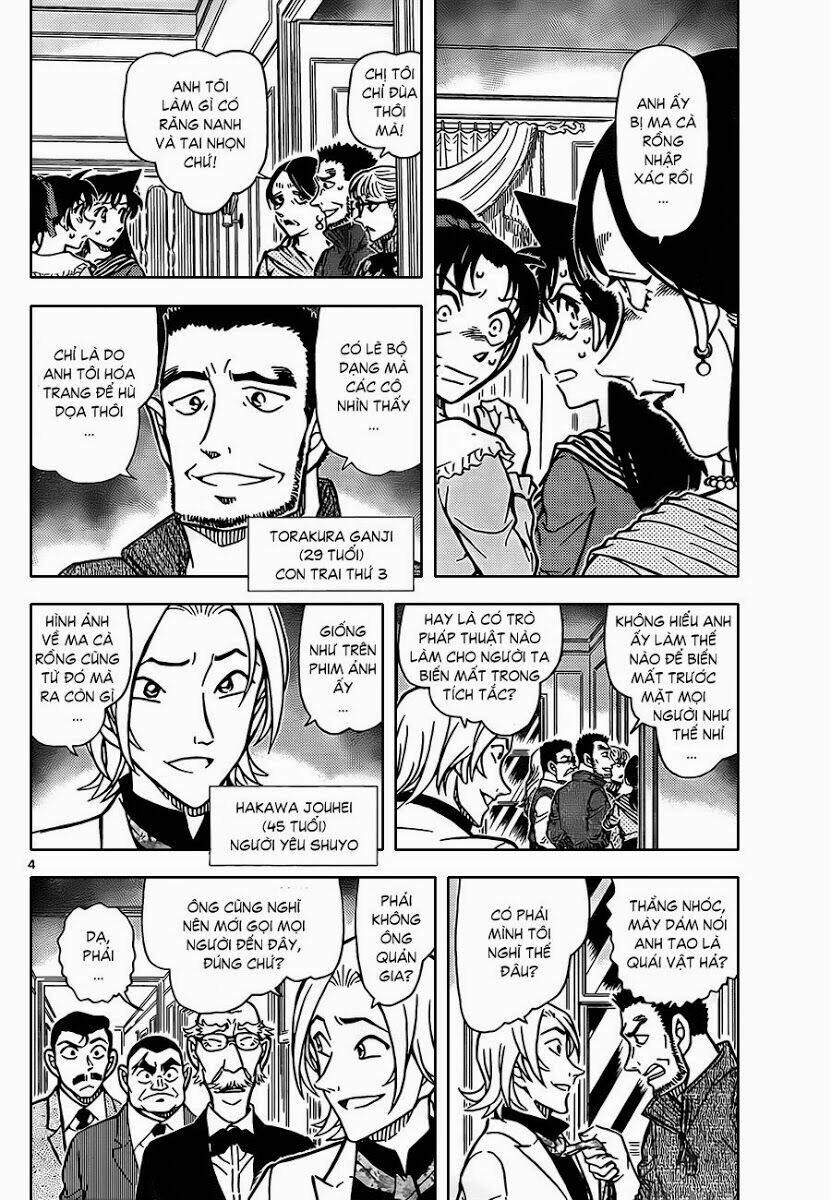 ANH ẤY
BỊ MA CÀ
RỒNG
NHẬP
XÁC RỒI
...
CHỊ TÔI
CHỈ ĐÙA
THÔI
MÀ!
ANH TÔI
LÀM GÌ CÓ
RĂNG NANH
VÀ TAI NHỌN
CHỨ!
CÓ LẼ BỘ
DẠNG MÀ
CÁC CÔ
NHÌN THẤY
CHỈ LÀ DO
ANH TÔI HÓA
TRANG ĐỂ HÙ
DỌA THÔI
...
TORAKURA GANJI
(29 TUỔI)
CON TRAI THỨ 3
KHÔNG HIỂU ANH
ẤY LÀM THẾ
NÀO ĐỂ BIẾN
MẤT TRƯỚC
MẶT MỌI
NGƯỜI NHƯ
THẾ NHỈ
HAY LÀ CÓ TRÒ
PHÁP THUẬT NÀO
LÀM CHO NGƯỜI TA
BIẾN MẤT TRONG
TÍCH TẮC?
GIỐNG
NHƯ TRÊN
PHIM ẢNH
ẤY ...
HÌNH ẢNH
VỀ MA CÀ
RỒNG CŨNG
TỪ ĐÓ MÀ
RA CÒN GÌ
...
HAKAWA JOUHEI
(45 TUỔI)
NGƯỜI YÊU SHUYO
4
THẰNG NHÓC,
MÀY DÁM NÓI
ANH TAO LÀ
QUÁI VẬT HẢ?
CÓ PHẢI
MÌNH TÔI
NGHĨ THẾ
ĐÂU?
PHẢI
KHÔNG
ÔNG
QUẢN
GIA?
ÔNG CŨNG NGHĨ
NÊN MỚI GỌI MỌI
NGƯỜI ĐẾN ĐÂY,
ĐÚNG CHỨ?
DẠ,
PHẢI
...